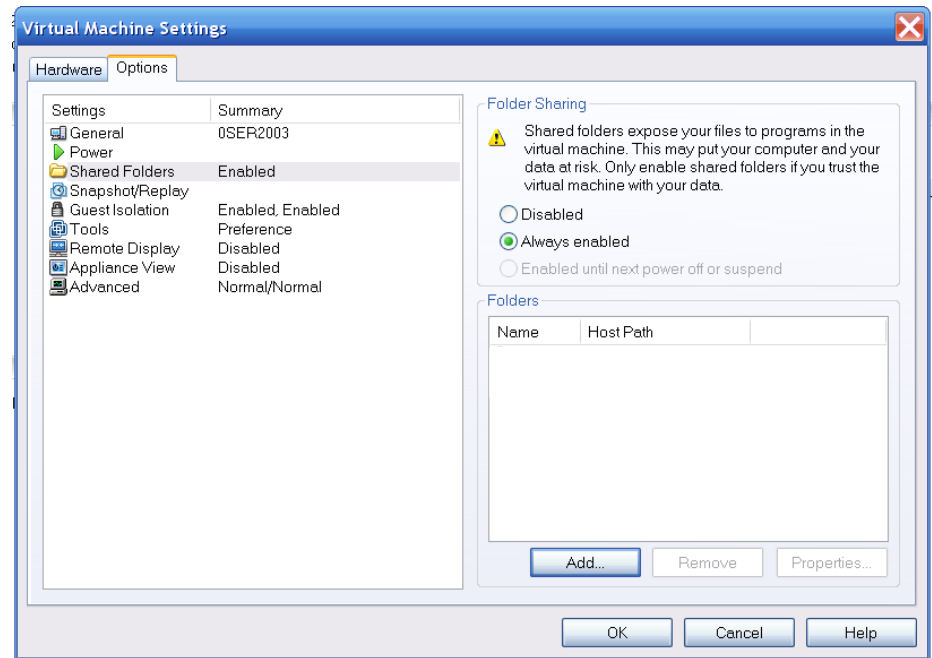 Virtual Machine Settings
Hardware Options
Settings Summary
General 0SER2003
Power
Shared Folders Enabled
Snapshot/Replay
Guest Isolation Enabled, Enabled
Tools Preference
Remote Display Disabled
Appliance View Disabled
Advanced Normal/Normal
Folder Sharing
Shared folders expose your files to programs in the
virtual machine. This may put your computer and your
data at risk. Only enable shared folders if you trust the
virtual machine with your data.
Disabled
Always enabled
Enabled until next power off or suspend
Folders
Name Host Path
Add... Remove Properties...
OK Cancel Help